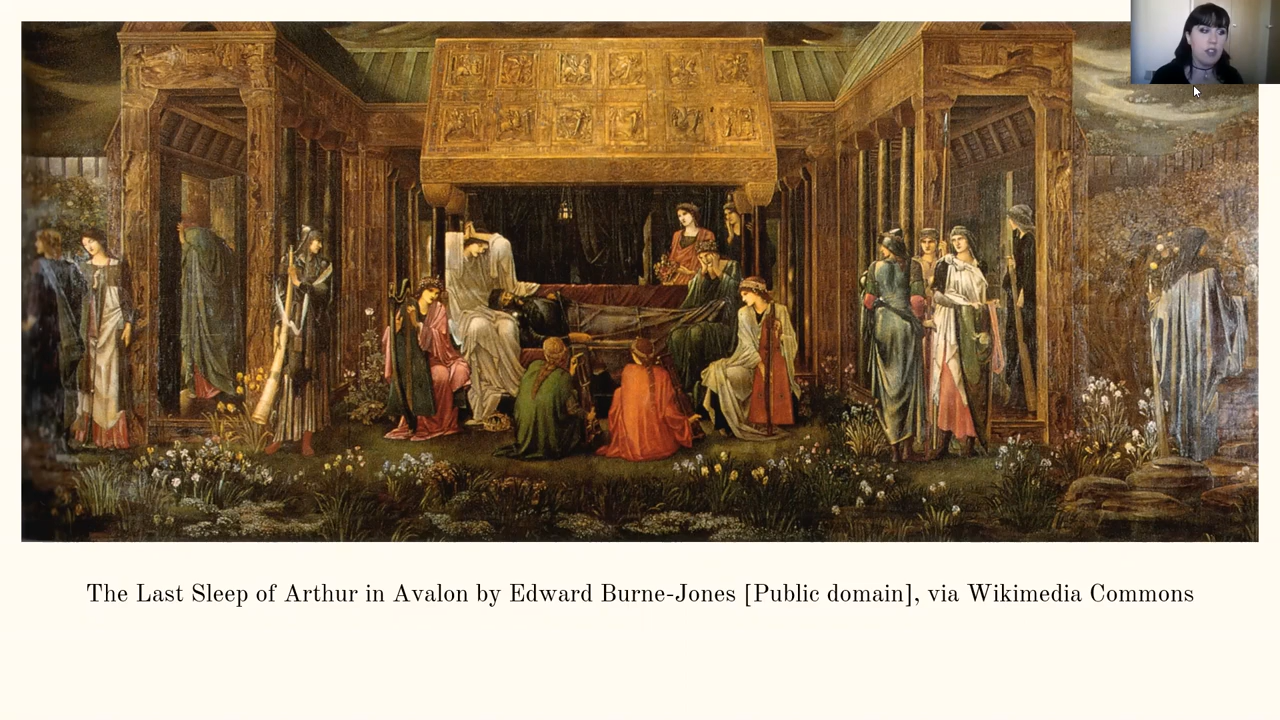 The Last Sleep of Arthur in Avalon by Edward Burne-Jones [Public domain], via Wikimedia Commons